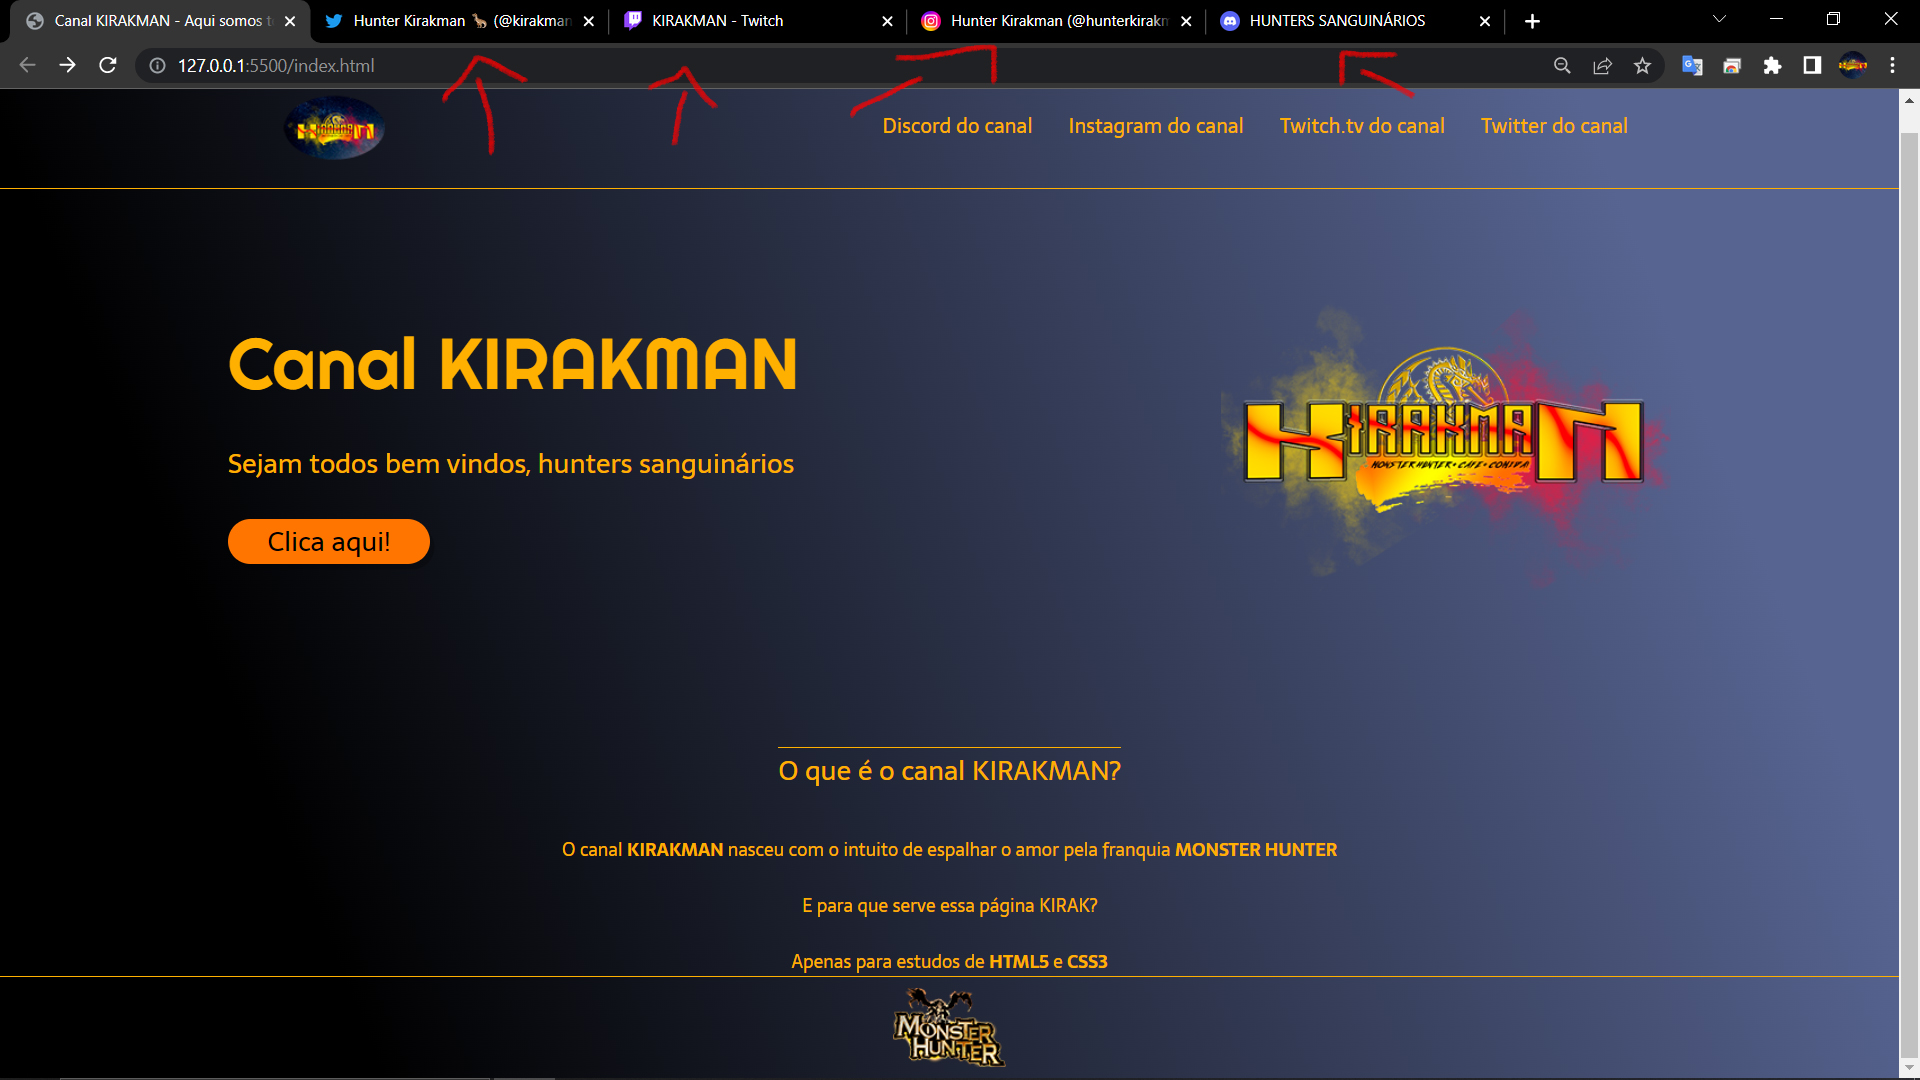 Canal KIRAKMAN - Aqui somos t
Hunter Kirakman 🦒 (@kirakman
KIRAKMAN - Twitch
Hunter Kirakman (@hunterkirakm
HUNTERS SANGUINÁRIOS
127.0.0.1:5500/index.html
KIRAKMAN
Discord do canal
Instagram do canal
Twitch.tv do canal
Twitter do canal
Canal KIRAKMAN
Sejam todos bem vindos, hunters sanguinários
Clica aqui!
KIRAKMAN
MONSTER HUNTER • CAFE • COMIDA
O que é o canal KIRAKMAN?
O canal KIRAKMAN nasceu com o intuito de espalhar o amor pela franquia MONSTER HUNTER
E para que serve essa página KIRAK?
Apenas para estudos de HTML5 e CSS3
MONSTER
HUNTER